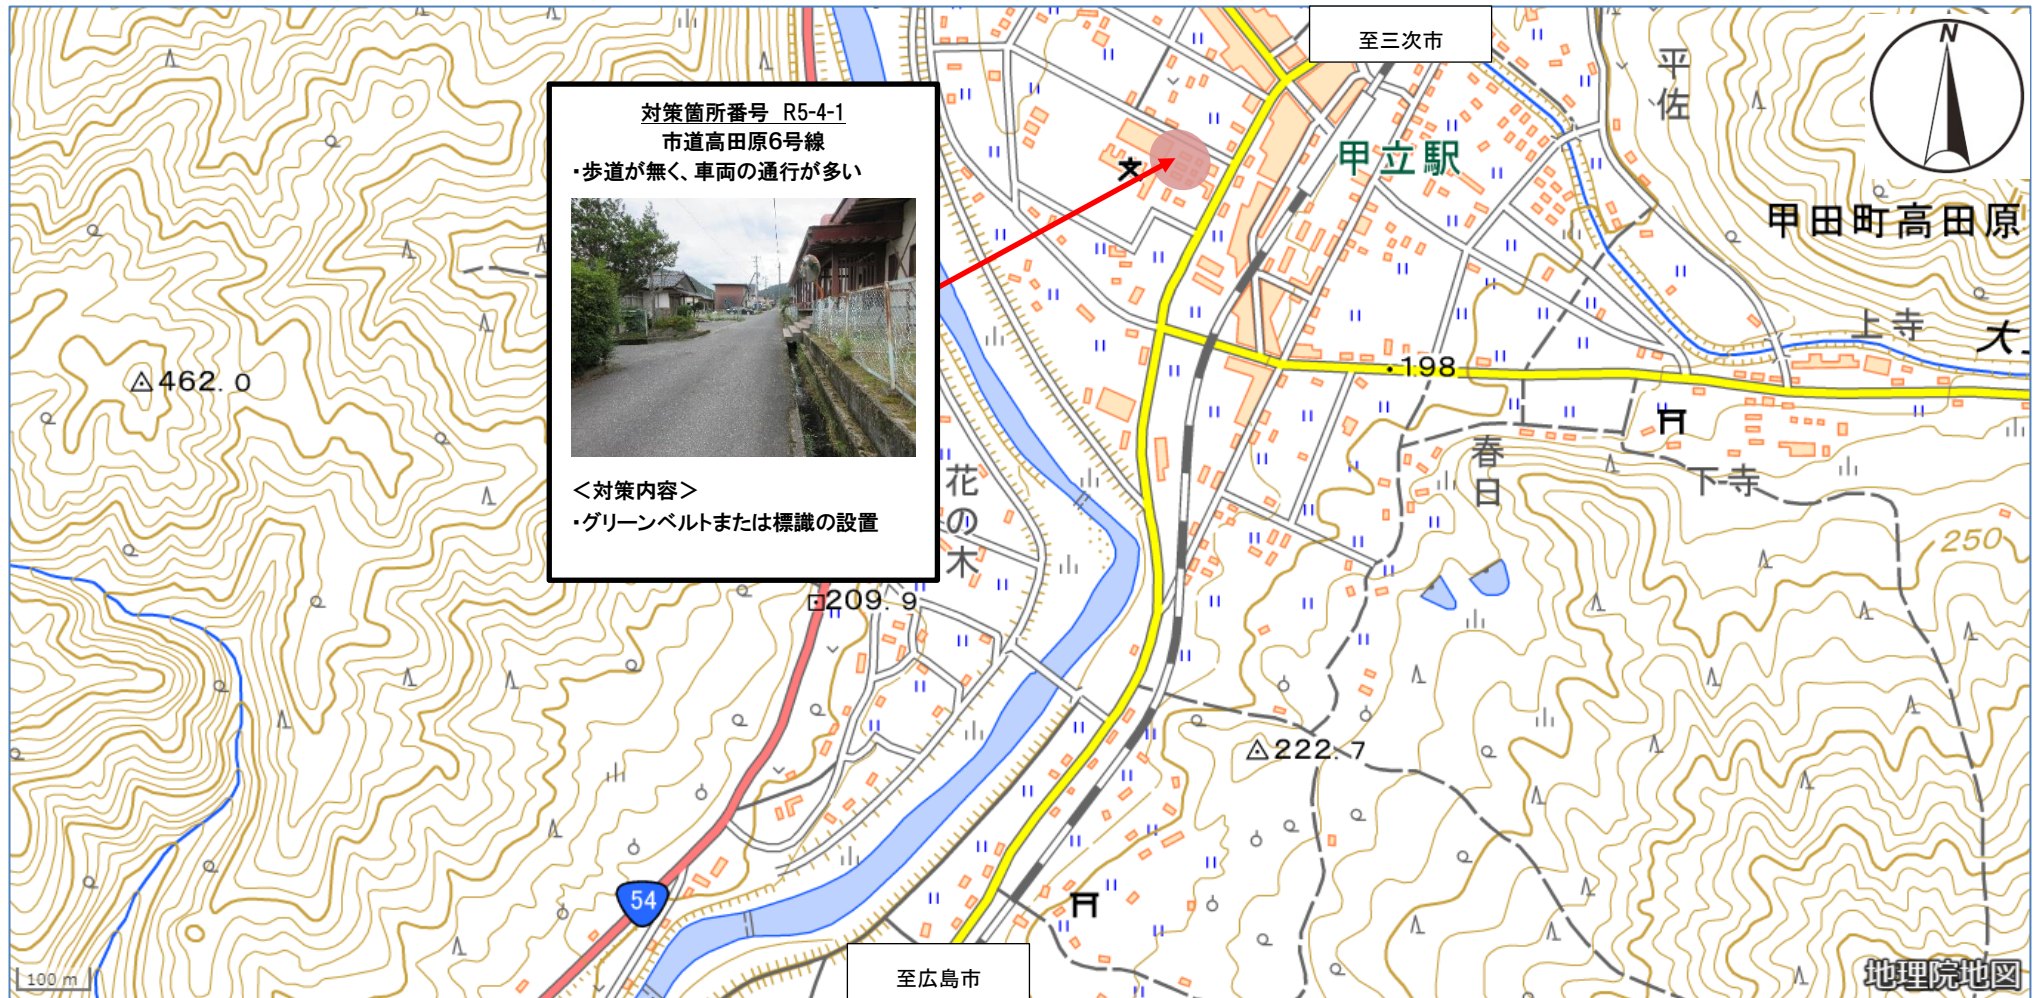 至三次市
N
平佐
対策箇所番号 R5-4-1
市道高田原6号線
・歩道が無く、車両の通行が多い
甲立駅
甲田町高田原
上寺
198
462.0
花の木
春日
下寺
<対策内容>
・グリーンベルトまたは標識の設置
250
209.9
222.7
54
至広島市
100 m
地理院地図